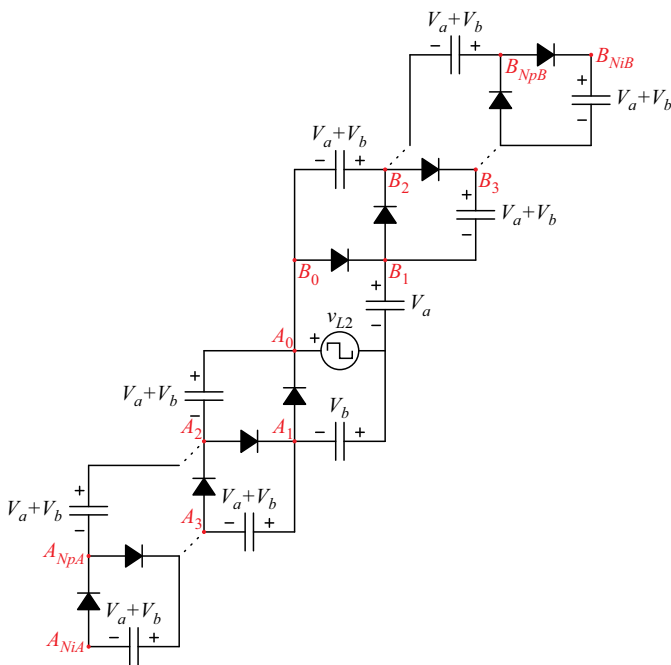 V_a+V_b
− +
B_NpB
B_NiB
+
V_a+V_b
−
V_a+V_b
− +
B_2
B_3
+
V_a+V_b
−
B_0
B_1
+
V_a
−
v_L2
A_0
+
+
V_a+V_b
−
V_b
A_2
A_1
− +
+
V_a+V_b
−
V_a+V_b
A_3
− +
A_NpA
V_a+V_b
A_NiA
− +